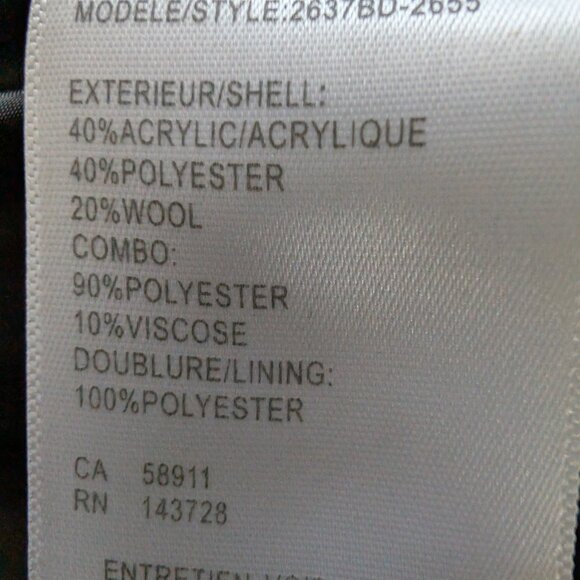 MODELE/STYLE:2637BD-2655
EXTERIEUR/SHELL:
40%ACRYLIC/ACRYLIQUE
40%POLYESTER
20%WOOL
COMBO:
90%POLYESTER
10%VISCOSE
DOUBLURE/LINING:
100%POLYESTER
CA 58911
RN 143728
ENTRETIEN